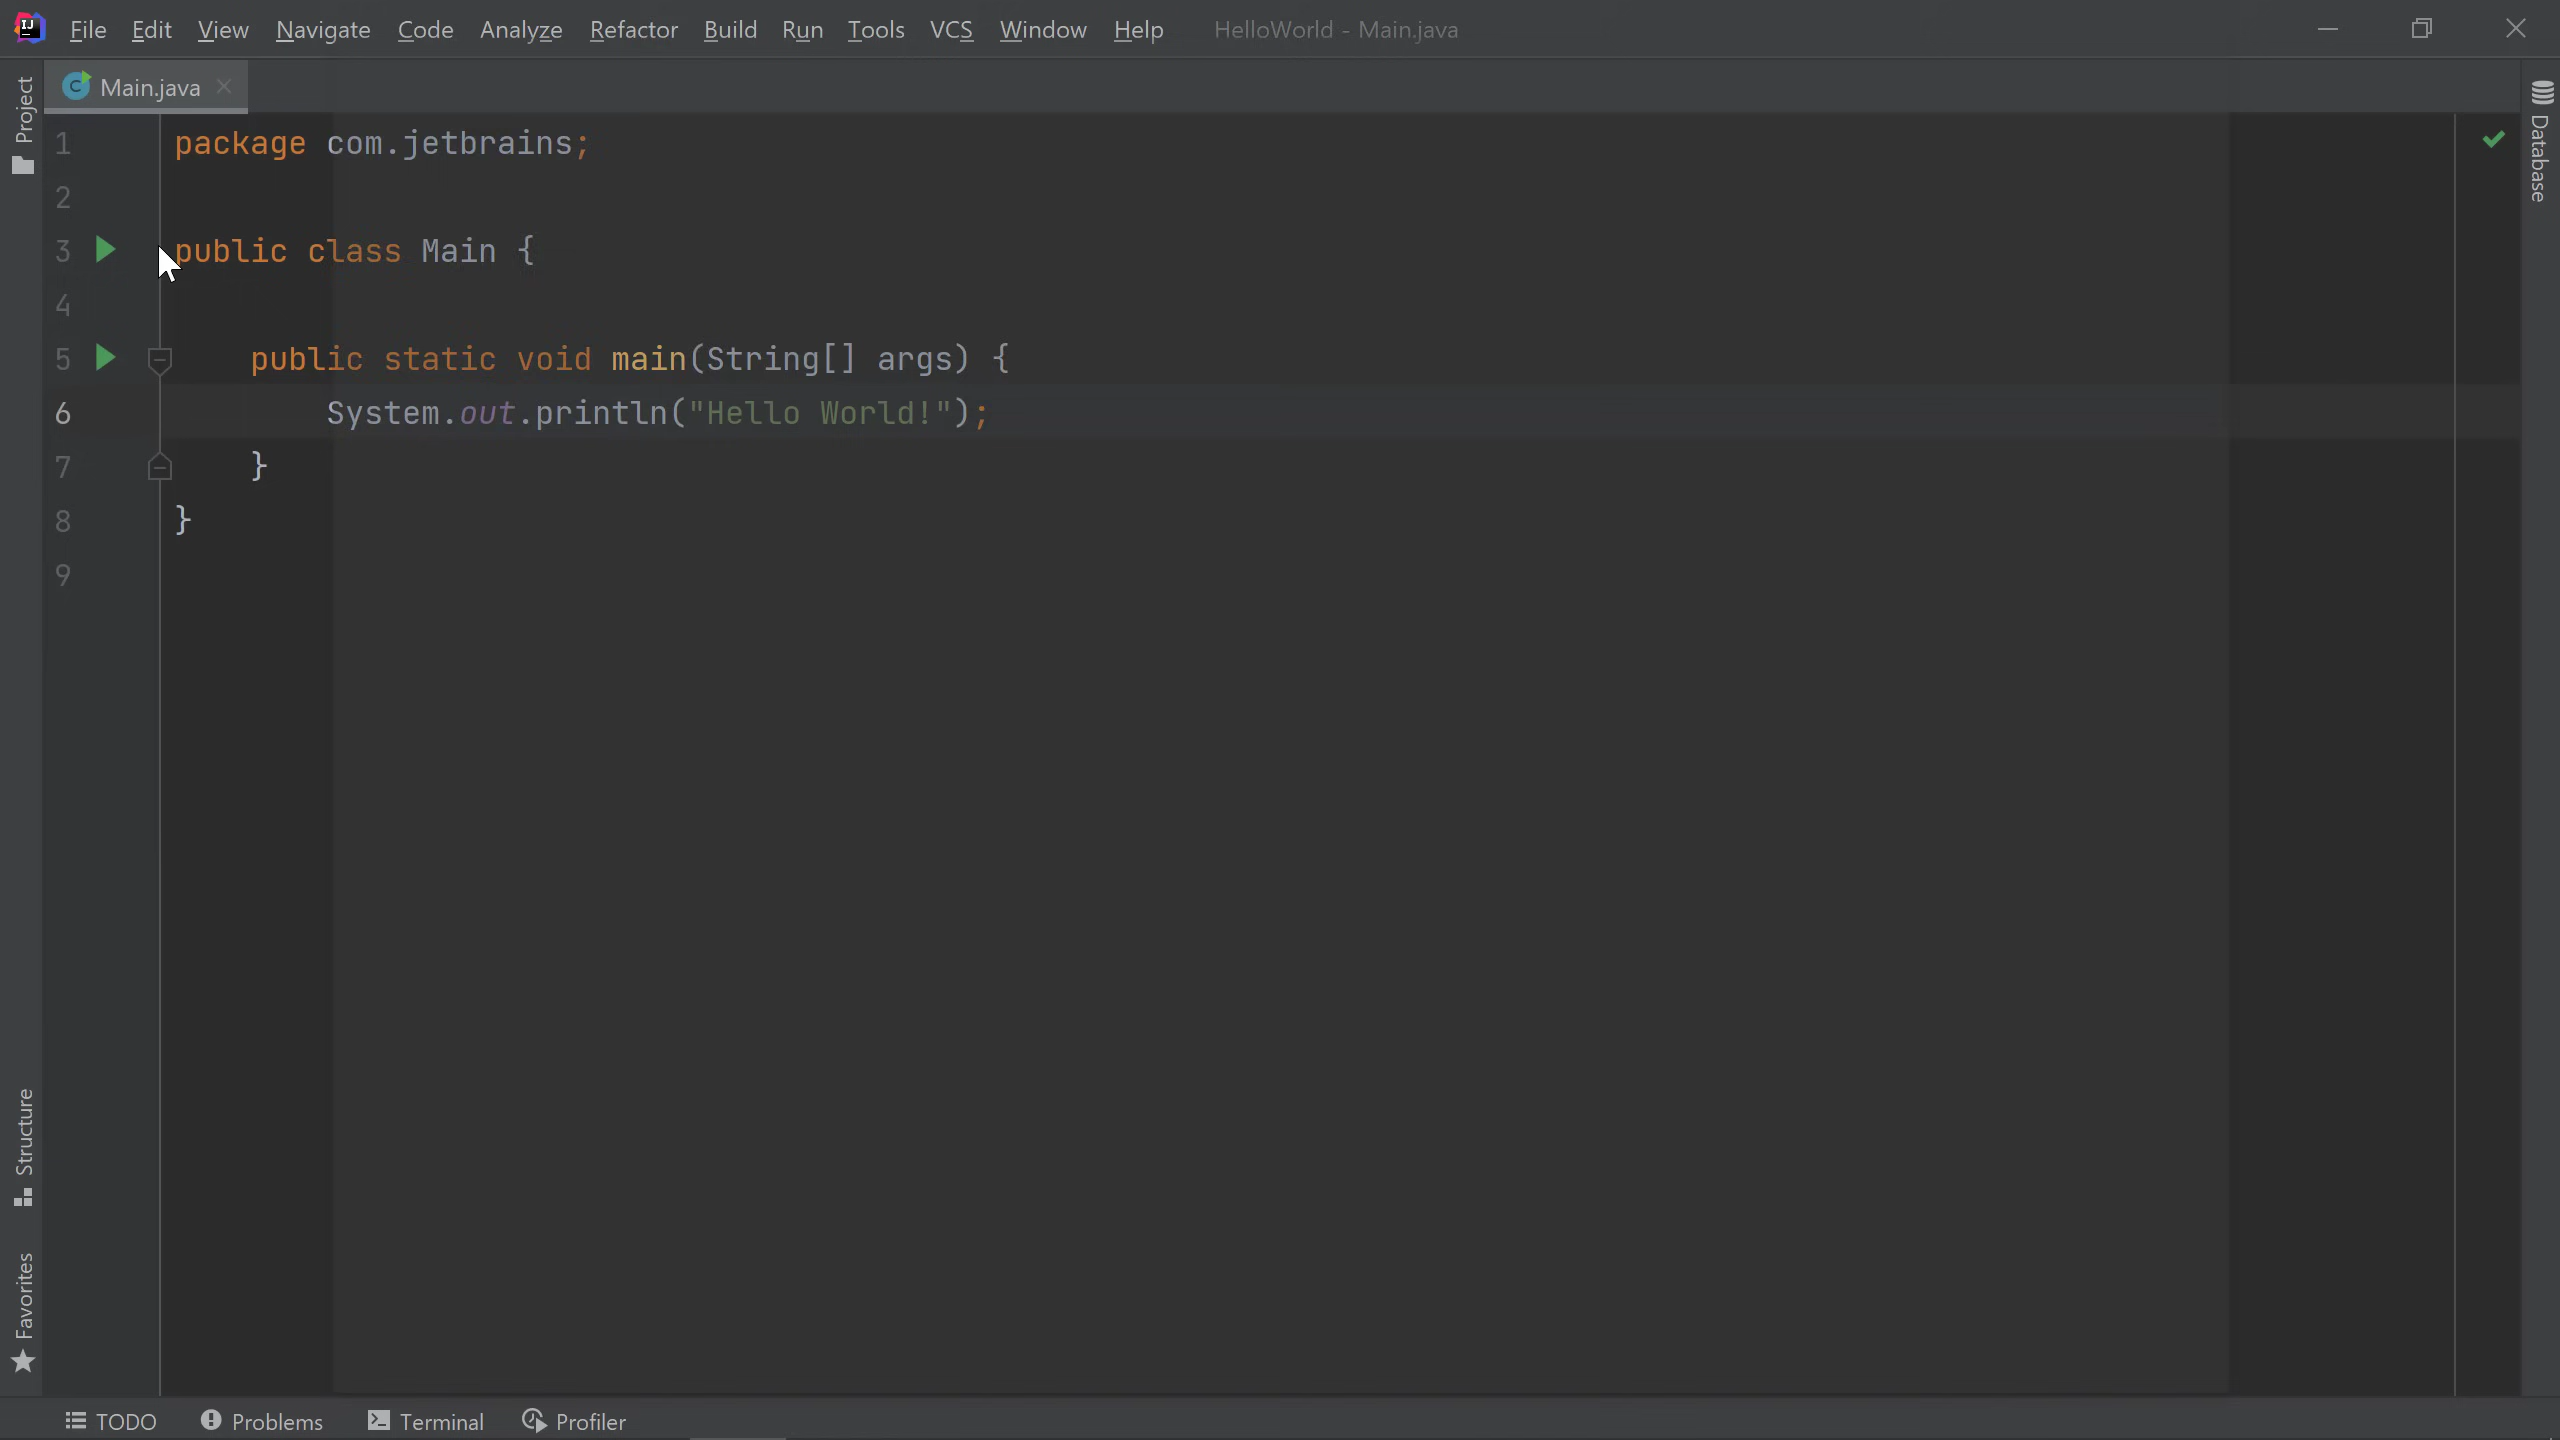 IJ
File Edit View Navigate Code Analyze Refactor Build Run Tools VCS Window Help HelloWorld - Main.java
Project
C Main.java
Database
1 package com.jetbrains;
2
3 public class Main {
4
5 public static void main(String[] args) {
6 System.out.println("Hello World!");
7 }
8 }
9
Structure
Favorites
TODO Problems Terminal Profiler